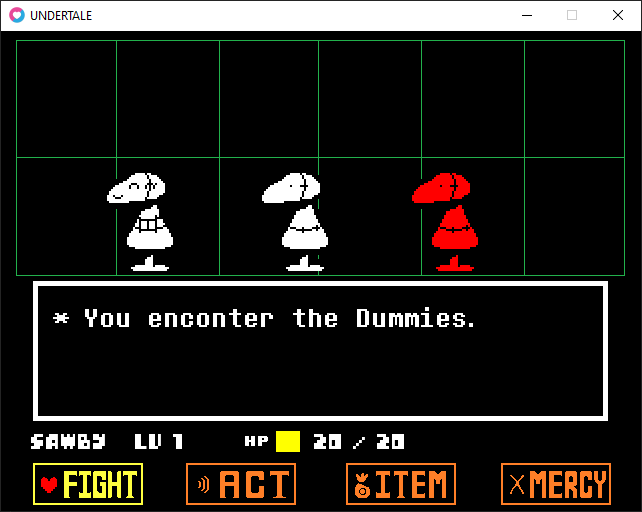 UNDERTALE
* You enconter the Dummies.
SAWBY LV 1 HP 20 / 20
FIGHT ACT ITEM MERCY